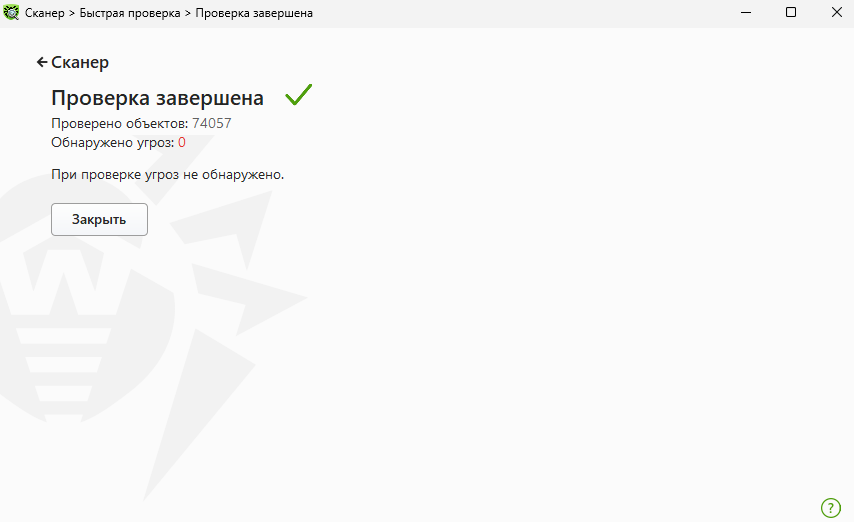 Сканер > Быстрая проверка > Проверка завершена
Сканер
Проверка завершена
Проверено объектов: 74057
Обнаружено угроз: 0
При проверке угроз не обнаружено.
Закрыть
W
?